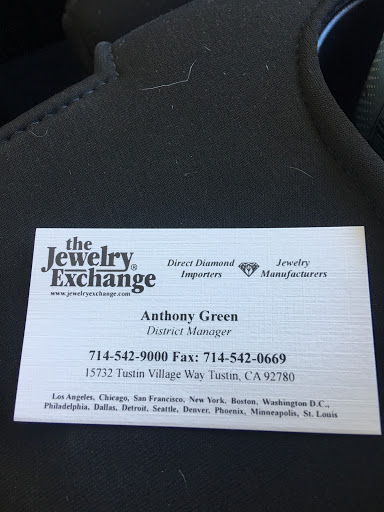 the
Jewelry
Exchange®
www.jewelryexchange.com
Direct Diamond Importers
Jewelry Manufacturers
Anthony Green
District Manager
714-542-9000 Fax: 714-542-0669
15732 Tustin Village Way Tustin, CA 92780
Los Angeles, Chicago, San Francisco, New York, Boston, Washington D.C.,
Philadelphia, Dallas, Detroit, Seattle, Denver, Phoenix, Minneapolis, St. Louis